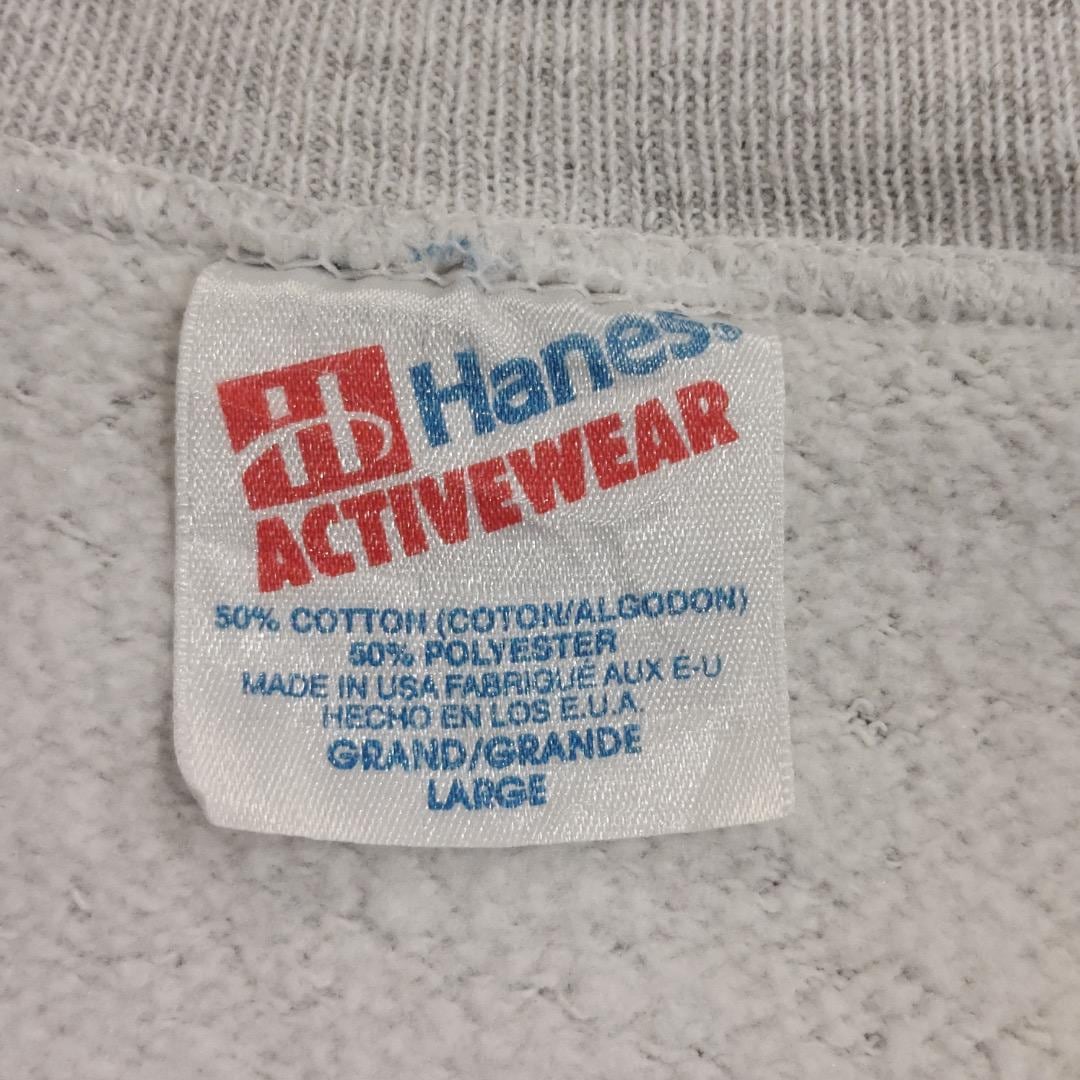 Hanes®
ACTIVEWEAR
50% COTTON (COTON/ALGODON)
50% POLYESTER
MADE IN USA FABRIQUÉ AUX É-U
HECHO EN LOS E.U.A
GRAND/GRANDE
LARGE